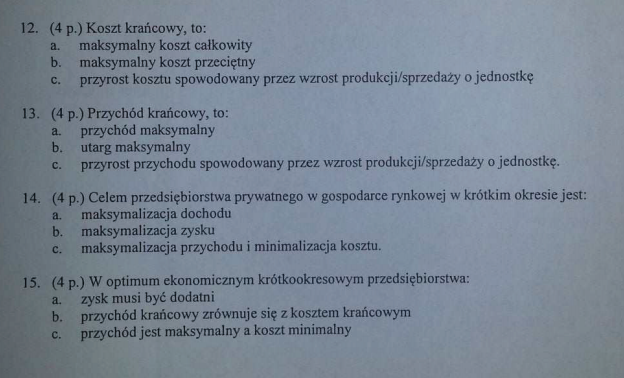 12. (4 p.) Koszt krańcowy, to:
a. maksymalny koszt całkowity
b. maksymalny koszt przeciętny
c. przyrost kosztu spowodowany przez wzrost produkcji/sprzedaży o jednostkę
13. (4 p.) Przychód krańcowy, to:
a. przychód maksymalny
b. utarg maksymalny
c. przyrost przychodu spowodowany przez wzrost produkcji/sprzedaży o jednostkę.
14. (4 p.) Celem przedsiębiorstwa prywatnego w gospodarce rynkowej w krótkim okresie jest:
a. maksymalizacja dochodu
b. maksymalizacja zysku
c. maksymalizacja przychodu i minimalizacja kosztu.
15. (4 p.) W optimum ekonomicznym krótkookresowym przedsiębiorstwa:
a. zysk musi być dodatni
b. przychód krańcowy zrównuje się z kosztem krańcowym
c. przychód jest maksymalny a koszt minimalny